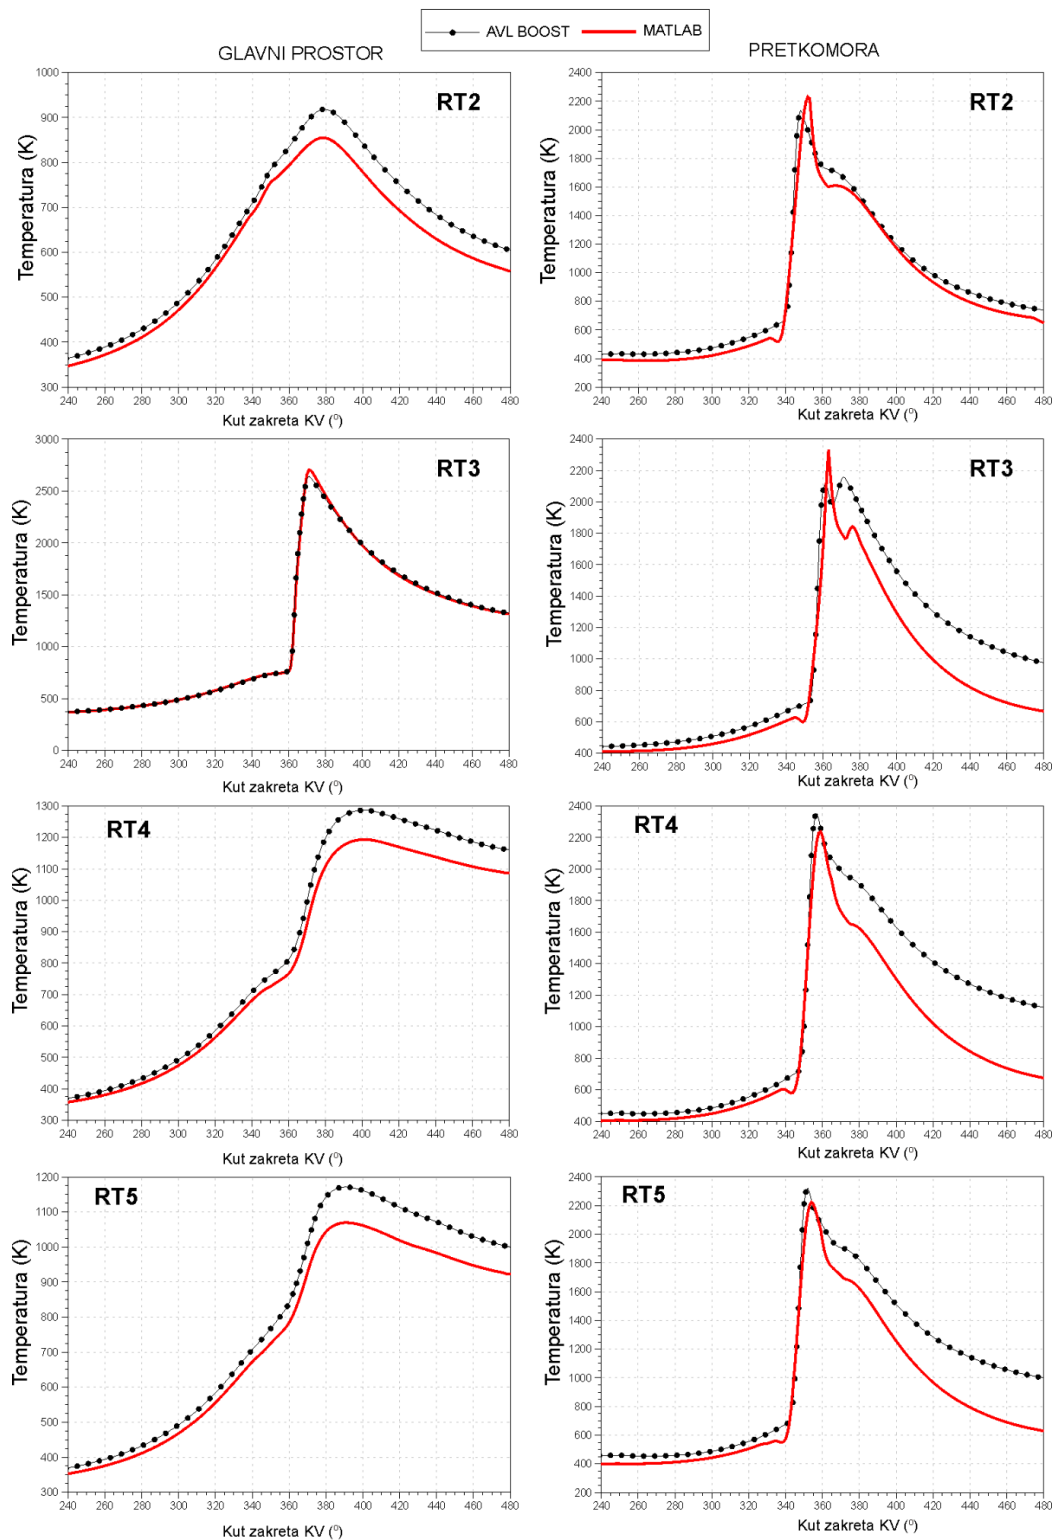 AVL BOOST MATLAB
GLAVNI PROSTOR
PRETKOMORA
RT2
Temperatura (K)
1000
900
800
700
600
500
400
300
240 260 280 300 320 340 360 380 400 420 440 460 480
Kut zakreta KV (º)
RT2
Temperatura (K)
2400
2200
2000
1800
1600
1400
1200
1000
800
600
400
200
240 260 280 300 320 340 360 380 400 420 440 460 480
Kut zakreta KV (º)
RT3
Temperatura (K)
3000
2500
2000
1500
1000
500
0
240 260 280 300 320 340 360 380 400 420 440 460 480
Kut zakreta KV (º)
RT3
Temperatura (K)
2400
2200
2000
1800
1600
1400
1200
1000
800
600
400
240 260 280 300 320 340 360 380 400 420 440 460 480
Kut zakreta KV (º)
RT4
Temperatura (K)
1300
1200
1100
1000
900
800
700
600
500
400
300
240 260 280 300 320 340 360 380 400 420 440 460 480
Kut zakreta KV (º)
RT4
Temperatura (K)
2400
2200
2000
1800
1600
1400
1200
1000
800
600
400
240 260 280 300 320 340 360 380 400 420 440 460 480
Kut zakreta KV (º)
RT5
Temperatura (K)
1200
1100
1000
900
800
700
600
500
400
300
240 260 280 300 320 340 360 380 400 420 440 460 480
Kut zakreta KV (º)
RT5
Temperatura (K)
2400
2200
2000
1800
1600
1400
1200
1000
800
600
400
200
240 260 280 300 320 340 360 380 400 420 440 460 480
Kut zakreta KV (º)